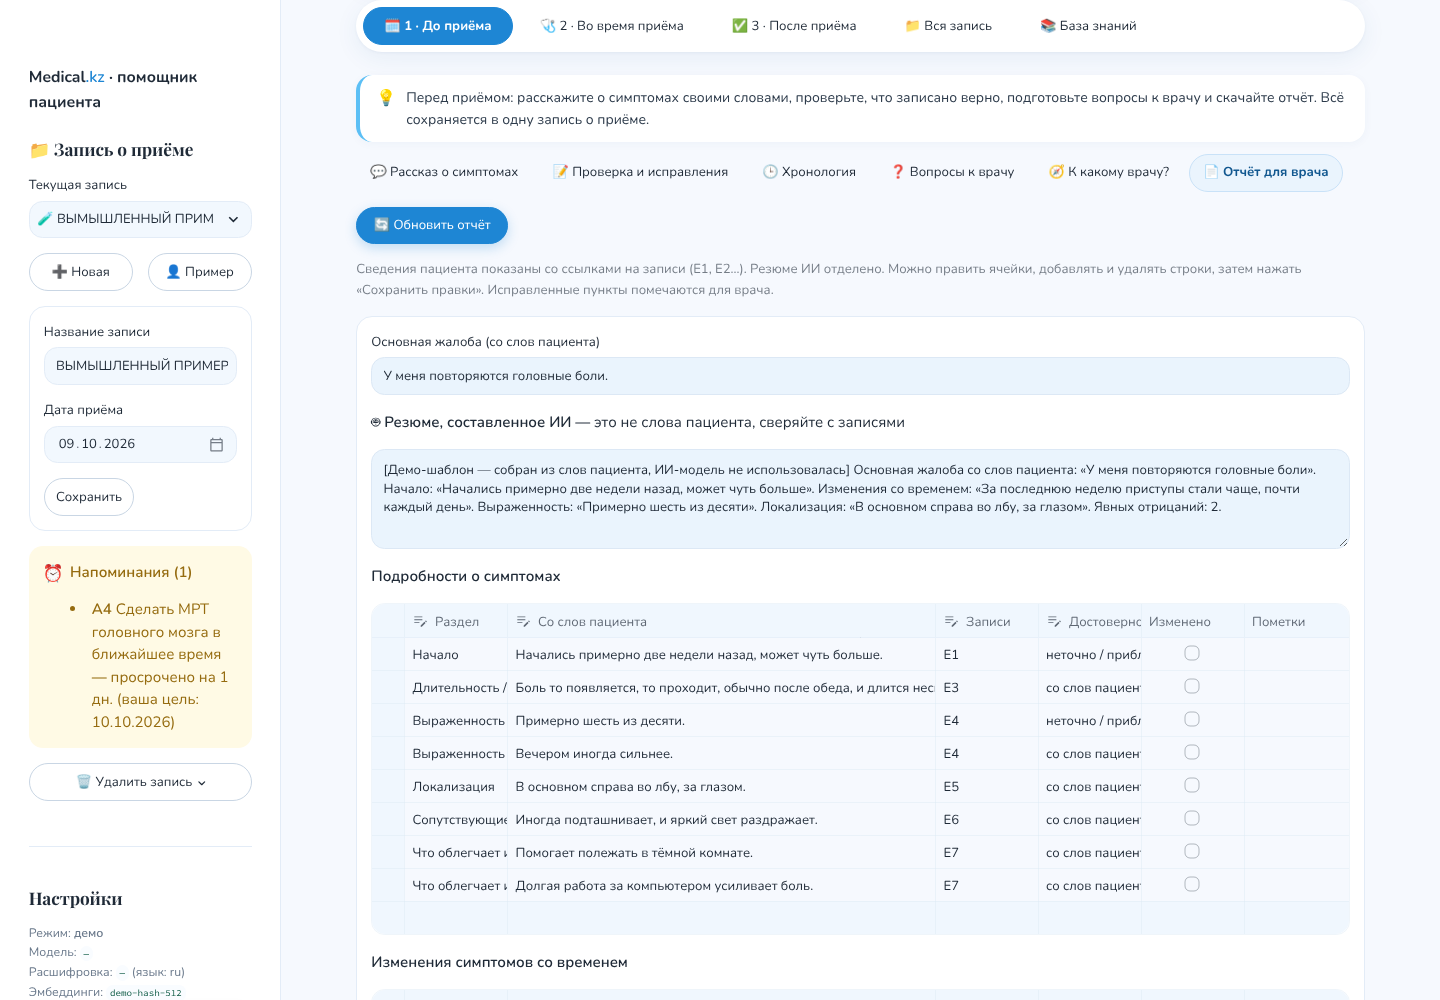 Medical.kz · помощник
пациента
📁 Запись о приёме
Текущая запись
🧪 ВЫМЫШЛЕННЫЙ ПРИМ
➕ Новая
👤 Пример
Название записи
ВЫМЫШЛЕННЫЙ ПРИМЕР
Дата приёма
09.10.2026
Сохранить
⏰ Напоминания (1)
• A4 Сделать МРТ
головного мозга в
ближайшее время
— просрочено на 1
дн. (ваша цель:
10.10.2026)
🗑️ Удалить запись
Настройки
Режим: демо
Модель: –
Расшифровка: – (язык: ru)
Эмбеддинги: demo-hash-512
🗓️ 1 · До приёма
🩺 2 · Во время приёма
✅ 3 · После приёма
📁 Вся запись
📚 База знаний
💡 Перед приёмом: расскажите о симптомах своими словами, проверьте, что записано верно, подготовьте вопросы к врачу и скачайте отчёт. Всё
сохраняется в одну запись о приёме.
💬 Рассказ о симптомах
📝 Проверка и исправления
🕒 Хронология
❓ Вопросы к врачу
🧭 К какому врачу?
📄 Отчёт для врача
🔄 Обновить отчёт
Сведения пациента показаны со ссылками на записи (E1, E2…). Резюме ИИ отделено. Можно править ячейки, добавлять и удалять строки, затем нажать
«Сохранить правки». Исправленные пункты помечаются для врача.
Основная жалоба (со слов пациента)
У меня повторяются головные боли.
Резюме, составленное ИИ — это не слова пациента, сверяйте с записями
[Демо-шаблон — собран из слов пациента, ИИ-модель не использовалась] Основная жалоба со слов пациента: «У меня повторяются головные боли».
Начало: «Начались примерно две недели назад, может чуть больше». Изменения со временем: «За последнюю неделю приступы стали чаще, почти
каждый день». Выраженность: «Примерно шесть из десяти». Локализация: «В основном справа во лбу, за глазом». Явных отрицаний: 2.
Подробности о симптомах
Раздел Со слов пациента Записи Достоверно Изменено Пометки
Начало Начались примерно две недели назад, может чуть больше. E1 неточно / прибл
Длительность / Боль то появляется, то проходит, обычно после обеда, и длится нес E3 со слов пациент
Выраженность Примерно шесть из десяти. E4 неточно / прибл
Выраженность Вечером иногда сильнее. E4 со слов пациент
Локализация В основном справа во лбу, за глазом. E5 со слов пациент
Сопутствующие Иногда подташнивает, и яркий свет раздражает. E6 со слов пациент
Что облегчает и Помогает полежать в тёмной комнате. E7 со слов пациент
Что облегчает и Долгая работа за компьютером усиливает боль. E7 со слов пациент
Изменения симптомов со временем